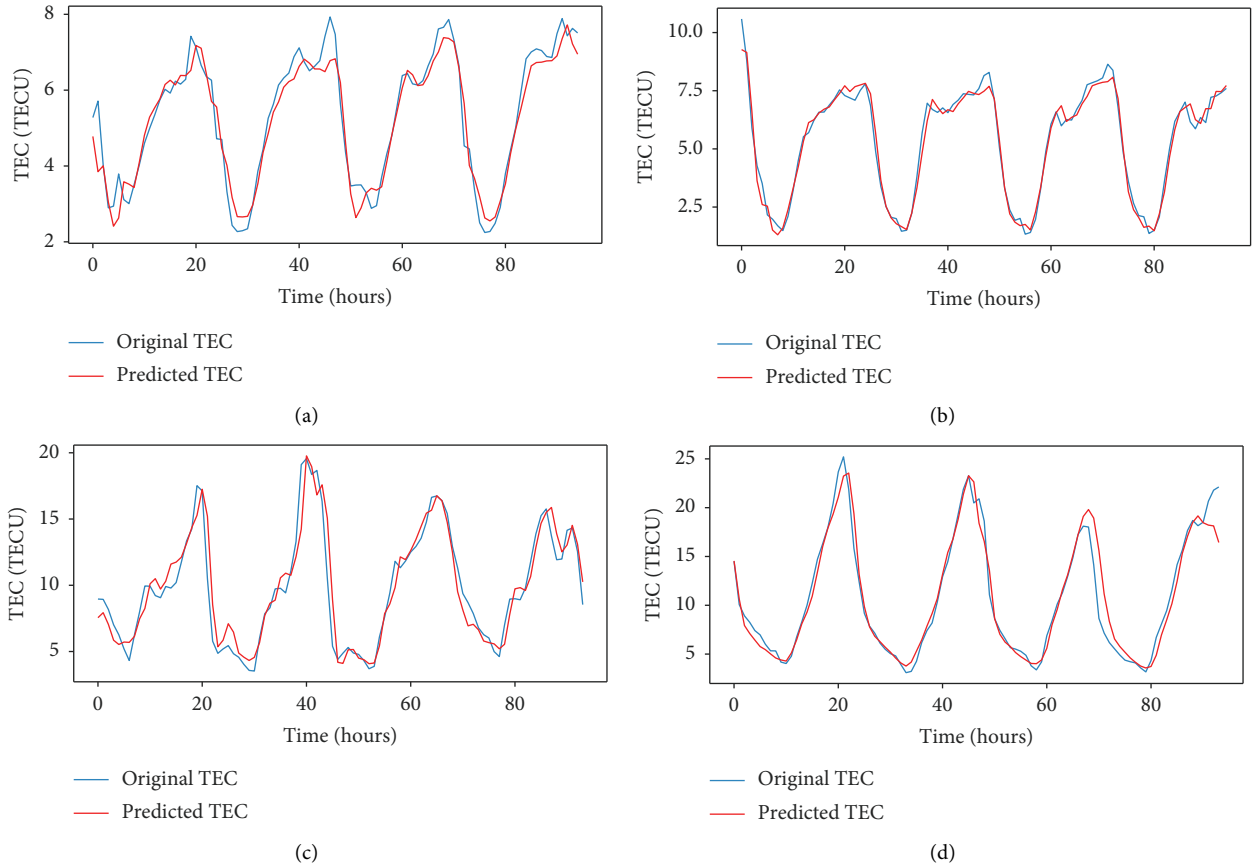 8
6
4
2
TEC (TECU)
0
20
40
60
80
Time (hours)
Original TEC
Predicted TEC
(a)
10.0
7.5
5.0
2.5
TEC (TECU)
0
20
40
60
80
Time (hours)
Original TEC
Predicted TEC
(b)
20
15
10
5
TEC (TECU)
0
20
40
60
80
Time (hours)
Original TEC
Predicted TEC
(c)
25
20
15
10
5
TEC (TECU)
0
20
40
60
80
Time (hours)
Original TEC
Predicted TEC
(d)